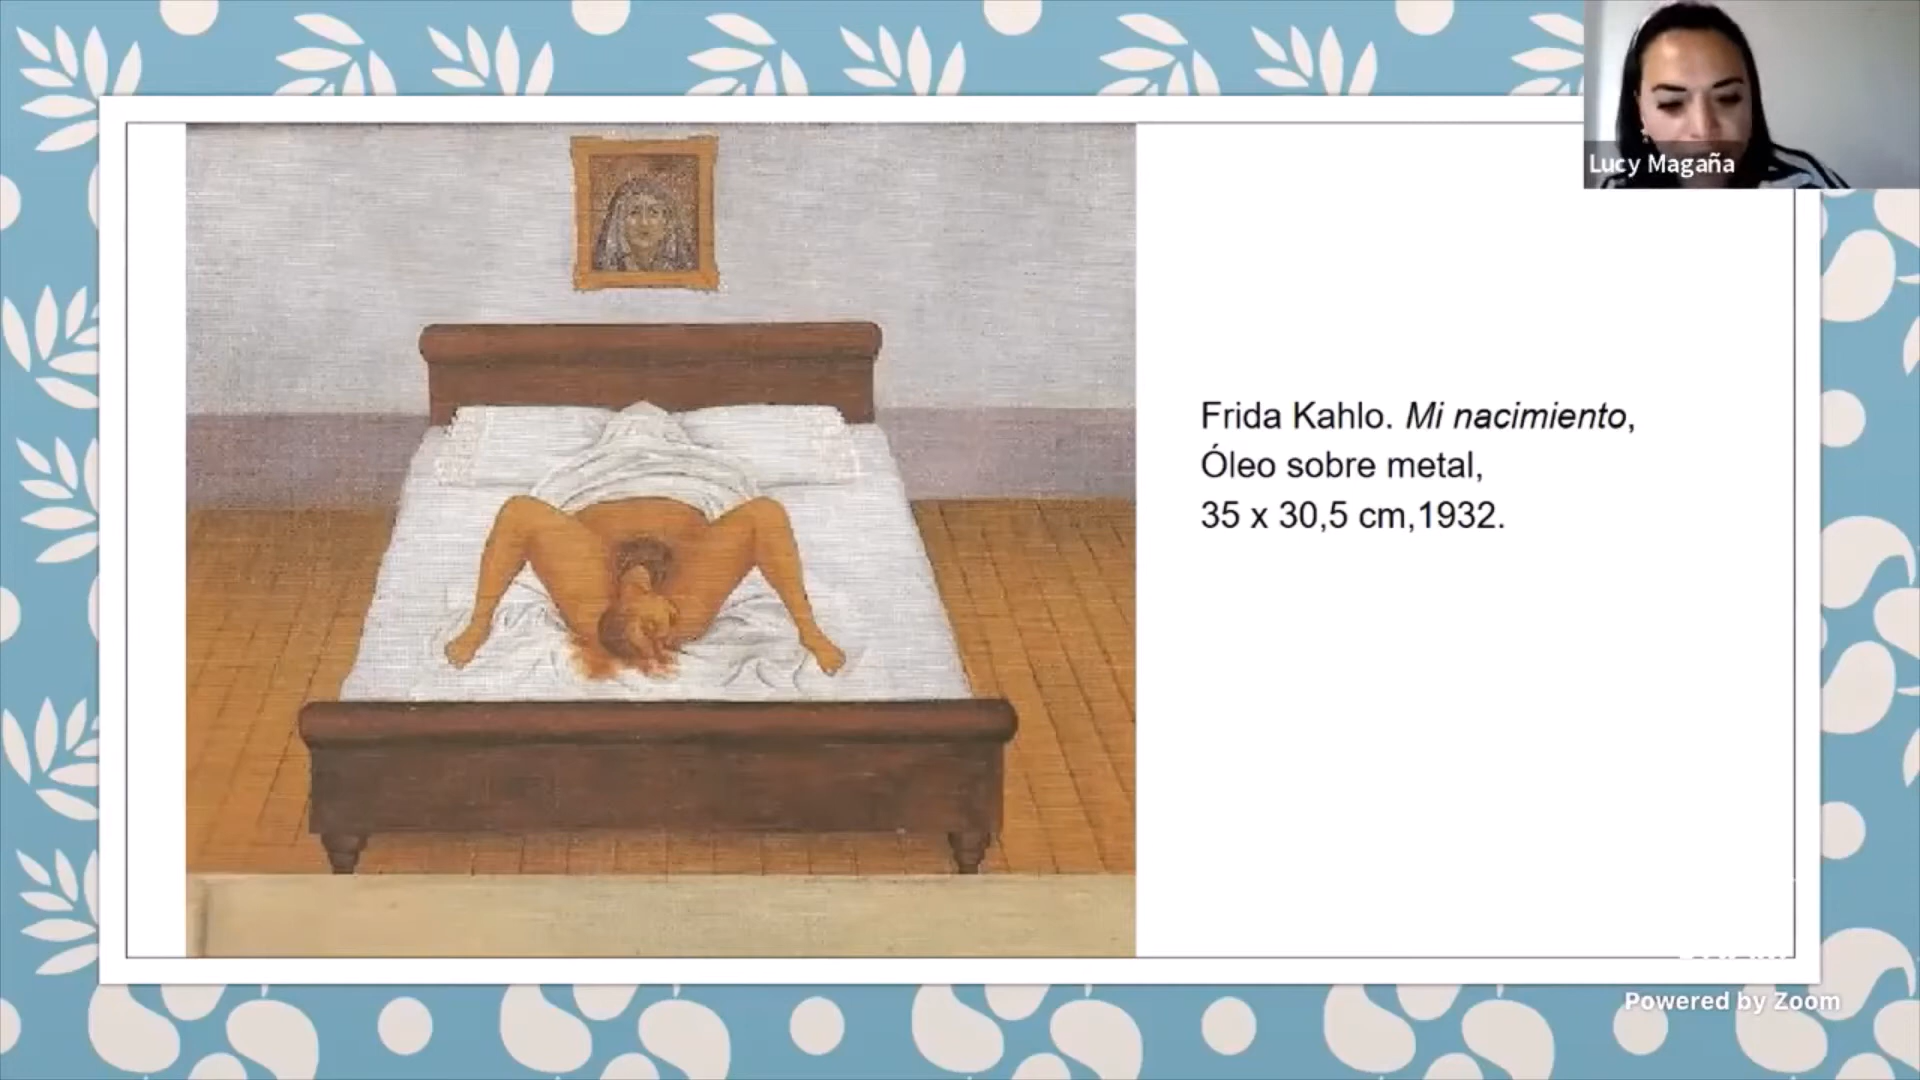 Lucy Magaña
Frida Kahlo. Mi nacimiento,
Óleo sobre metal,
35 x 30,5 cm,1932.
Powered by Zoom